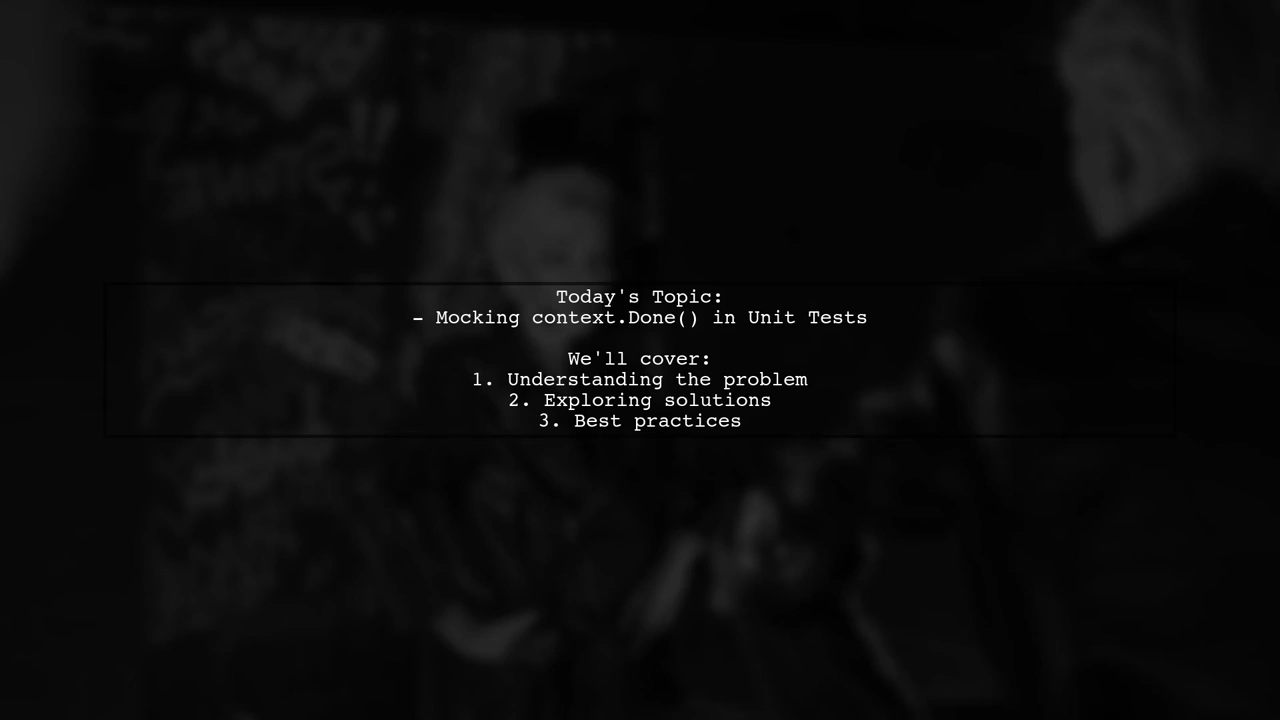 Today's Topic:
- Mocking context.Done() in Unit Tests
We'll cover:
1. Understanding the problem
2. Exploring solutions
3. Best practices